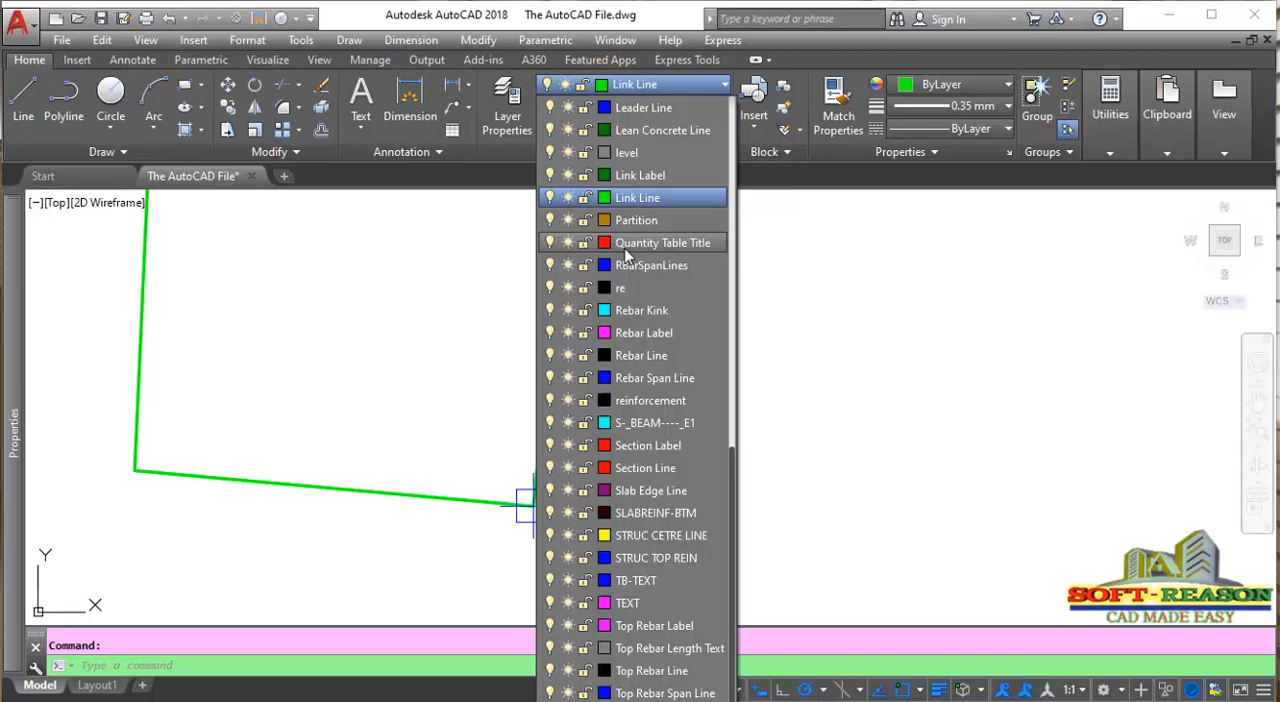 Autodesk AutoCAD 2018 The AutoCAD File.dwg
Type a keyword or phrase
Sign In
File Edit View Insert Format Tools Draw Dimension Modify Parametric Window Help Express
Home Insert Annotate Parametric Visualize View Manage Output Add-ins A360 Featured Apps Express Tools
Link Line
ByLayer
0.35 mm
ByLayer
Line Polyline Circle Arc
Text Dimension
Layer
Properties
Insert
Match
Properties
Group
Utilities
Clipboard
View
Draw Modify Annotation Block Properties Groups
Start The AutoCAD File*
[−][Top][2D Wireframe]
Leader Line
Lean Concrete Line
level
Link Label
Link Line
Partition
Quantity Table Title
RBarSpanLines
re
Rebar Kink
Rebar Label
Rebar Line
Rebar Span Line
reinforcement
S-_BEAM----_E1
Section Label
Section Line
Slab Edge Line
SLABREINF-BTM
STRUC CETRE LINE
STRUC TOP REIN
TB-TEXT
TEXT
Top Rebar Label
Top Rebar Length Text
Top Rebar Line
Top Rebar Span Line
N
W TOP E
S
WCS
Properties
Y
X
SOFT-REASON
CAD MADE EASY
Command:
Type a command
Model Layout1
1:1